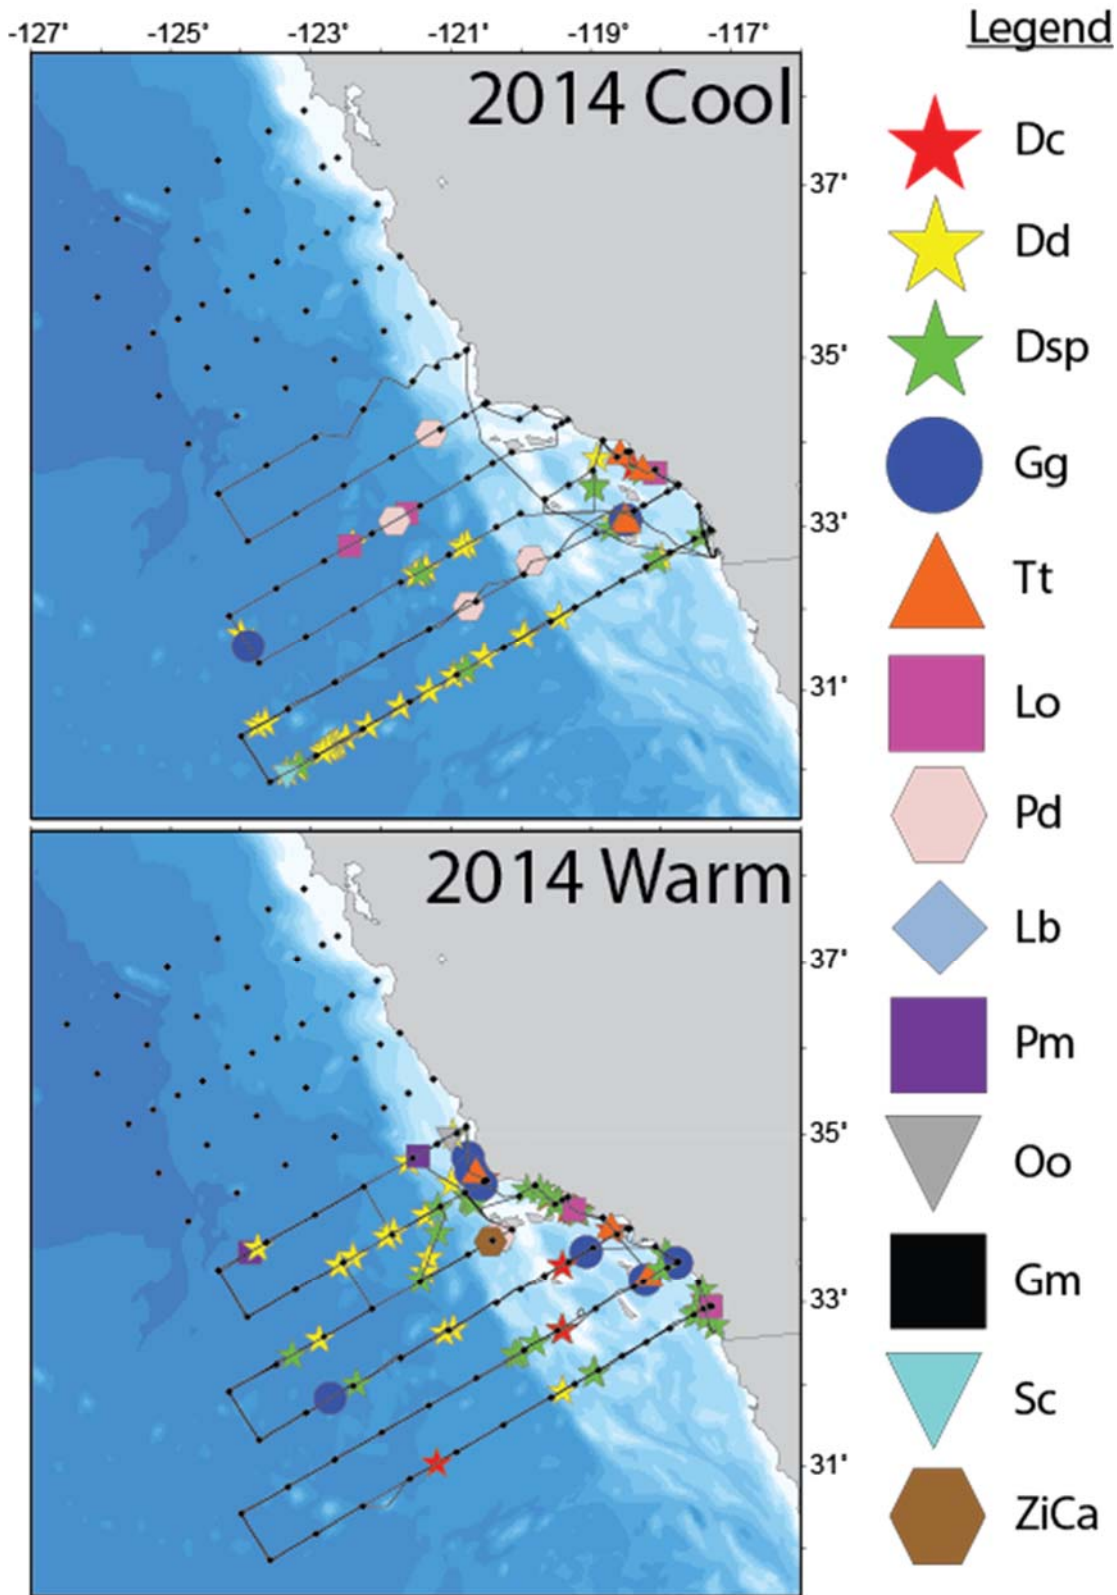 -127° -125° -123° -121° -119° -117°
Legend
2014 Cool
37°
35°
33°
31°
2014 Warm
37°
35°
33°
31°
Dc
Dd
Dsp
Gg
Tt
Lo
Pd
Lb
Pm
Oo
Gm
Sc
ZiCa